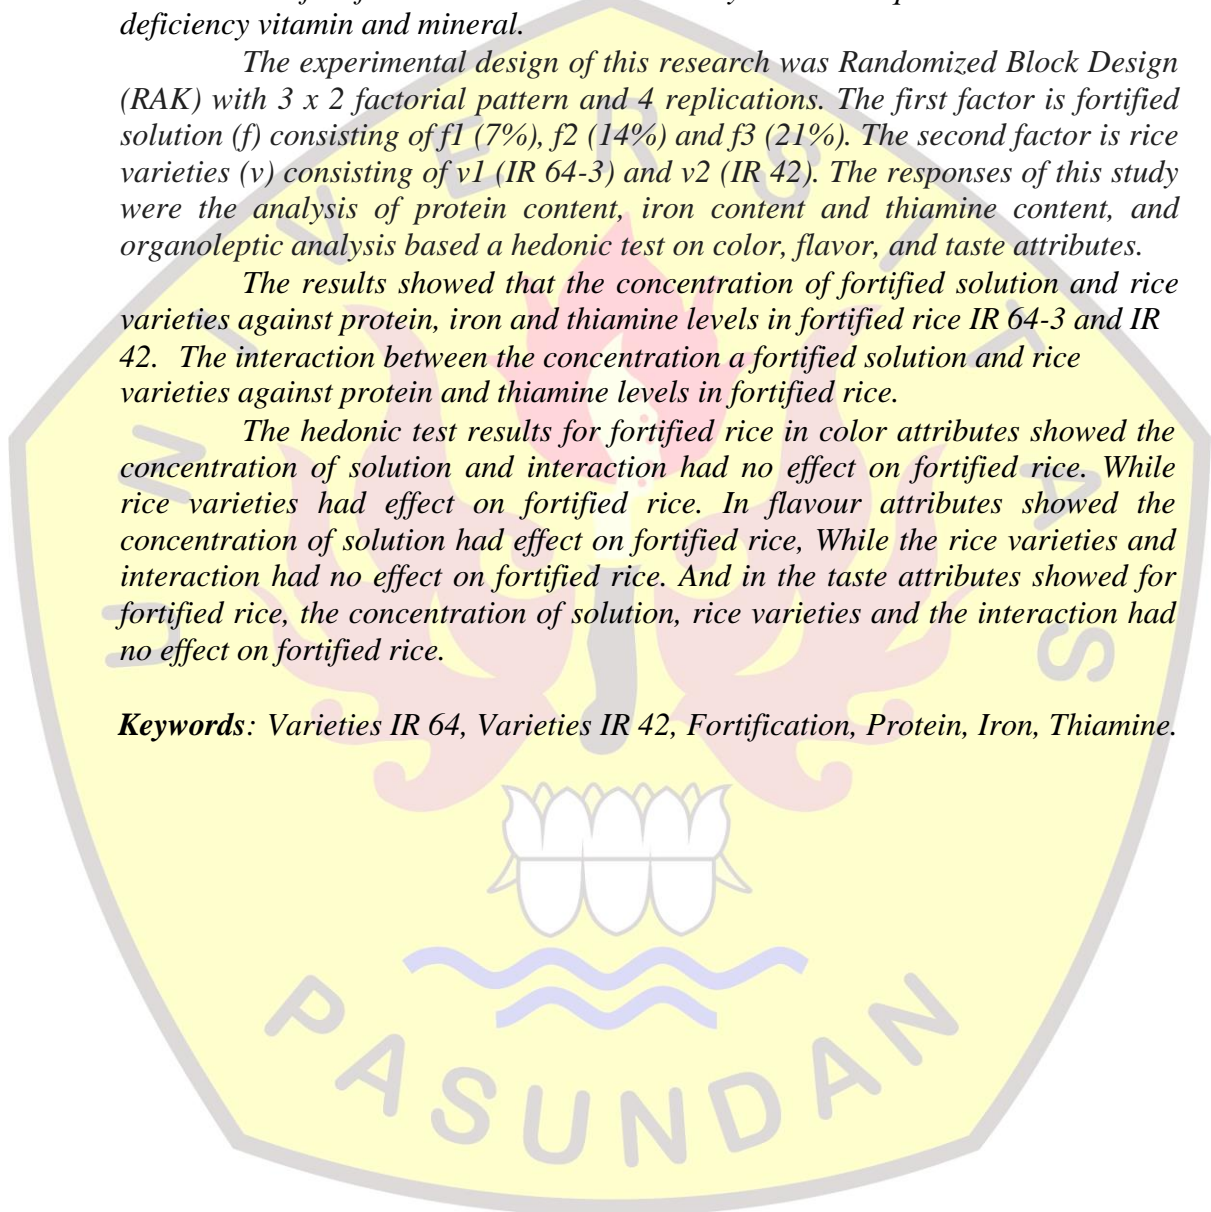 deficiency vitamin and mineral.
The experimental design of this research was Randomized Block Design
(RAK) with 3 x 2 factorial pattern and 4 replications. The first factor is fortified
solution (f) consisting of f1 (7%), f2 (14%) and f3 (21%). The second factor is rice
varieties (v) consisting of v1 (IR 64-3) and v2 (IR 42). The responses of this study
were the analysis of protein content, iron content and thiamine content, and
organoleptic analysis based a hedonic test on color, flavor, and taste attributes.
The results showed that the concentration of fortified solution and rice
varieties against protein, iron and thiamine levels in fortified rice IR 64-3 and IR
42. The interaction between the concentration a fortified solution and rice
varieties against protein and thiamine levels in fortified rice.
The hedonic test results for fortified rice in color attributes showed the
concentration of solution and interaction had no effect on fortified rice. While
rice varieties had effect on fortified rice. In flavour attributes showed the
concentration of solution had effect on fortified rice, While the rice varieties and
interaction had no effect on fortified rice. And in the taste attributes showed for
fortified rice, the concentration of solution, rice varieties and the interaction had
no effect on fortified rice.
Keywords: Varieties IR 64, Varieties IR 42, Fortification, Protein, Iron, Thiamine.
UNIVERSITAS
PASUNDAN